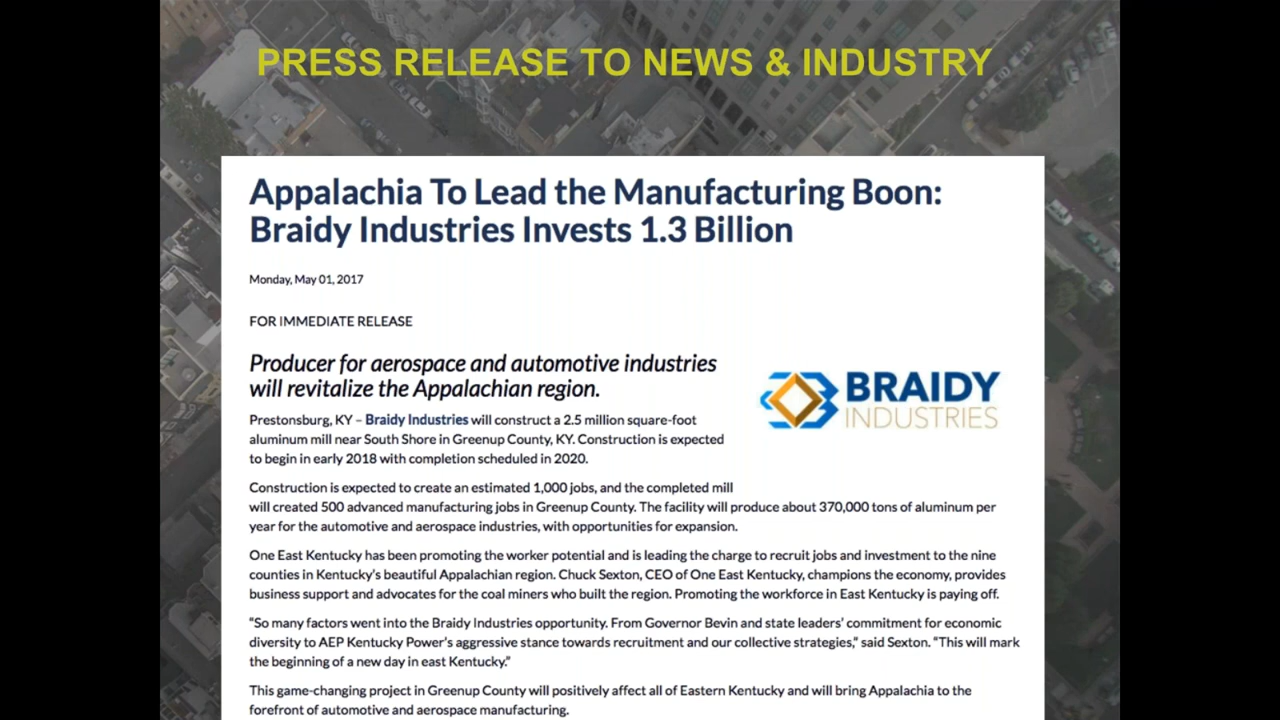 PRESS RELEASE TO NEWS & INDUSTRY
Appalachia To Lead the Manufacturing Boon:
Braidy Industries Invests 1.3 Billion
Monday, May 01, 2017
FOR IMMEDIATE RELEASE
Producer for aerospace and automotive industries
will revitalize the Appalachian region.
BRAIDY
INDUSTRIES
Prestonsburg, KY – Braidy Industries will construct a 2.5 million square-foot
aluminum mill near South Shore in Greenup County, KY. Construction is expected
to begin in early 2018 with completion scheduled in 2020.
Construction is expected to create an estimated 1,000 jobs, and the completed mill
will created 500 advanced manufacturing jobs in Greenup County. The facility will produce about 370,000 tons of aluminum per
year for the automotive and aerospace industries, with opportunities for expansion.
One East Kentucky has been promoting the worker potential and is leading the charge to recruit jobs and investment to the nine
counties in Kentucky's beautiful Appalachian region. Chuck Sexton, CEO of One East Kentucky, champions the economy, provides
business support and advocates for the coal miners who built the region. Promoting the workforce in East Kentucky is paying off.
"So many factors went into the Braidy Industries opportunity. From Governor Bevin and state leaders' commitment for economic
diversity to AEP Kentucky Power's aggressive stance towards recruitment and our collective strategies," said Sexton. "This will mark
the beginning of a new day in east Kentucky."
This game-changing project in Greenup County will positively affect all of Eastern Kentucky and will bring Appalachia to the
forefront of automotive and aerospace manufacturing.